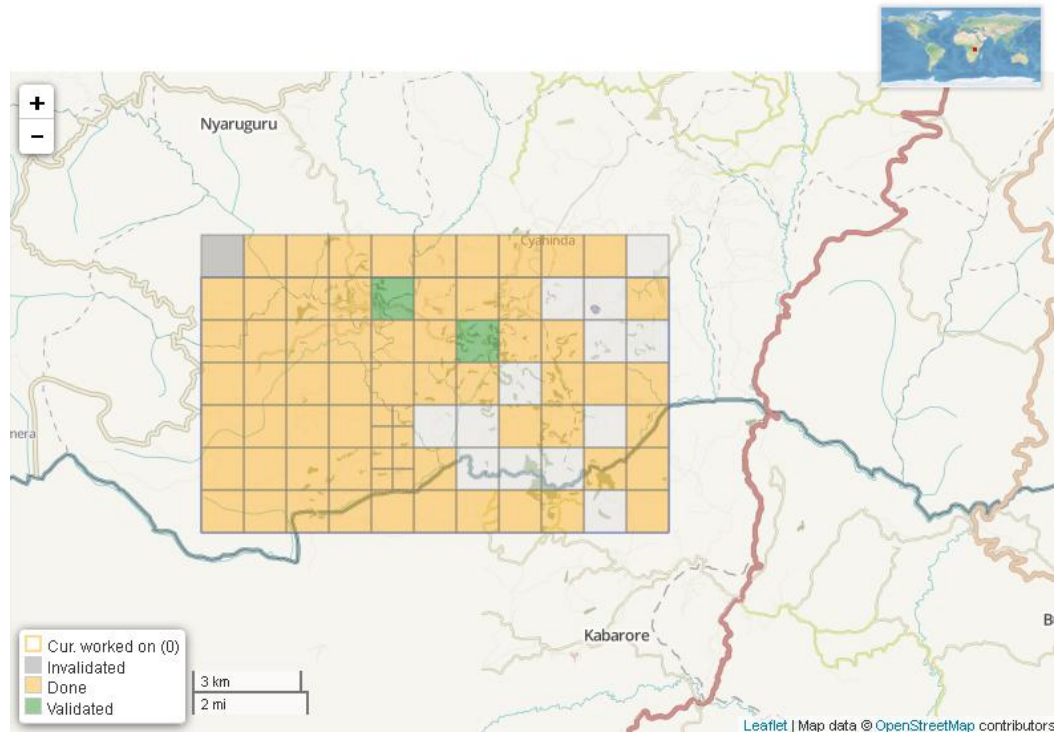 +
Nyaruguru
−
Cyahinda
nera
Kabarore
B
Cur. worked on (0)
Invalidated
Done
Validated
3 km
2 mi
Leaflet | Map data © OpenStreetMap contributors